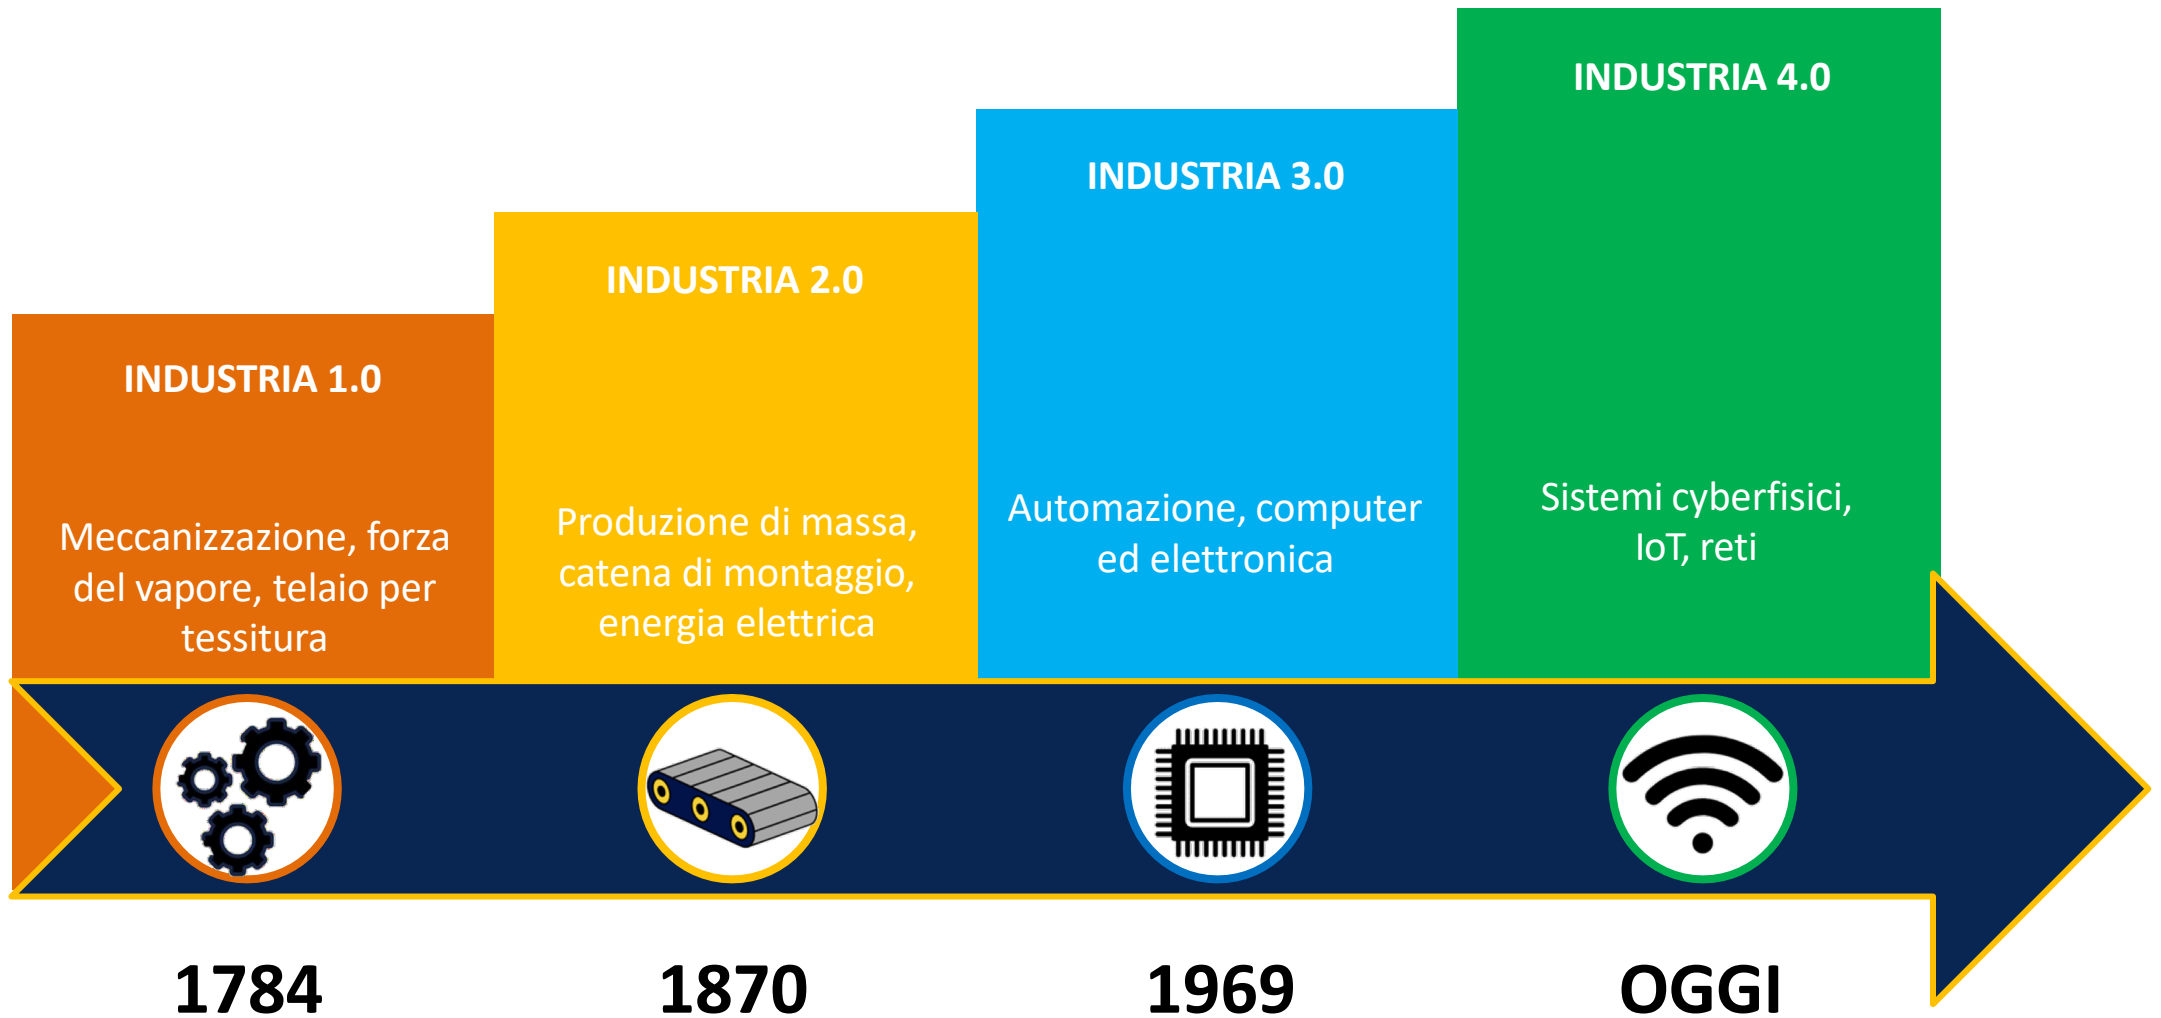 INDUSTRIA 1.0
Meccanizzazione, forza
del vapore, telaio per
tessitura
INDUSTRIA 2.0
Produzione di massa,
catena di montaggio,
energia elettrica
INDUSTRIA 3.0
Automazione, computer
ed elettronica
INDUSTRIA 4.0
Sistemi cyberfisici,
IoT, reti
1784
1870
1969
OGGI